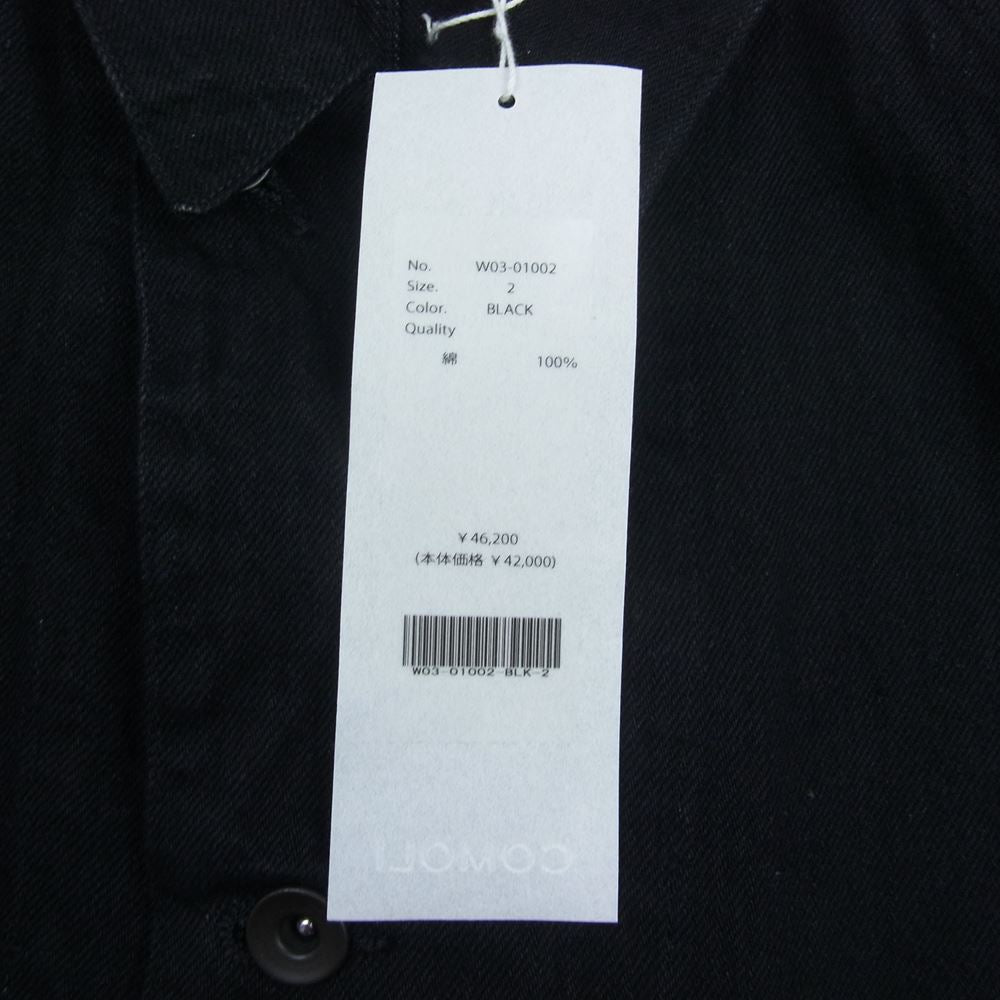 No. W03-01002
Size. 2
Color. BLACK
Quality
綿 100%
￥46,200
(本体価格 ￥42,000)
W03-01002-BLK-2
COMOLI